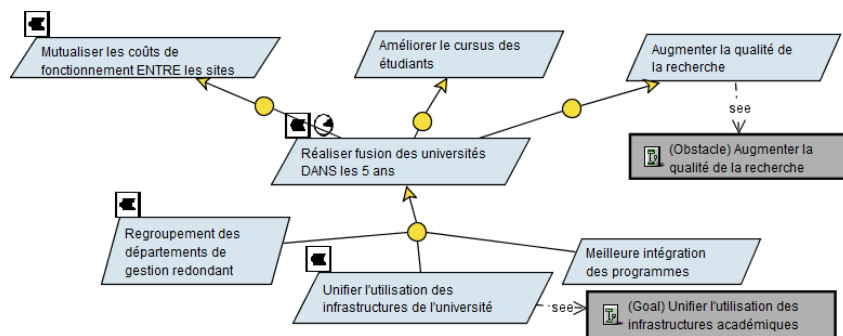 Mutualiser les coûts de
fonctionnement ENTRE les sites
Améliorer le cursus des
étudiants
Augmenter la qualité de
la recherche
see
(Obstacle) Augmenter la
qualité de la recherche
Réaliser fusion des universités
DANS les 5 ans
Regroupement des
départements de
gestion redondant
Unifier l'utilisation des
infrastructures de l'université
Meilleure intégration
des programmes
see
(Goal) Unifier l'utilisation des
infrastructures académiques